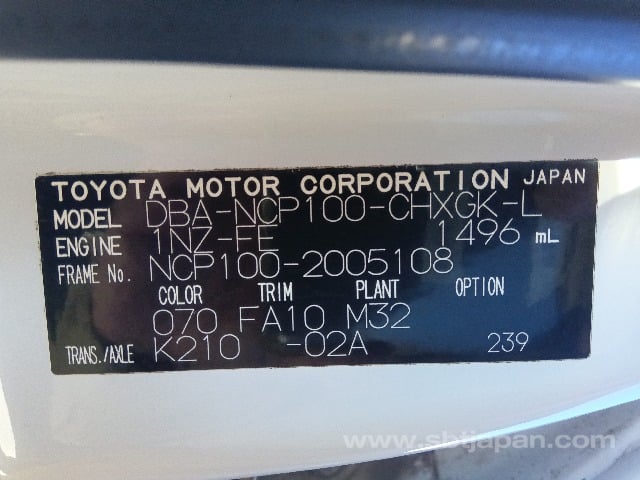 TOYOTA MOTOR CORPORATION JAPAN
MODEL DBA-NCP100-CHXGK-L
ENGINE 1NZ-FE 1496 mL
FRAME No. NCP100-2005108
COLOR TRIM PLANT OPTION
070 FA10 M32
TRANS./AXLE K210 -02A 239
www.sbtjapan.com